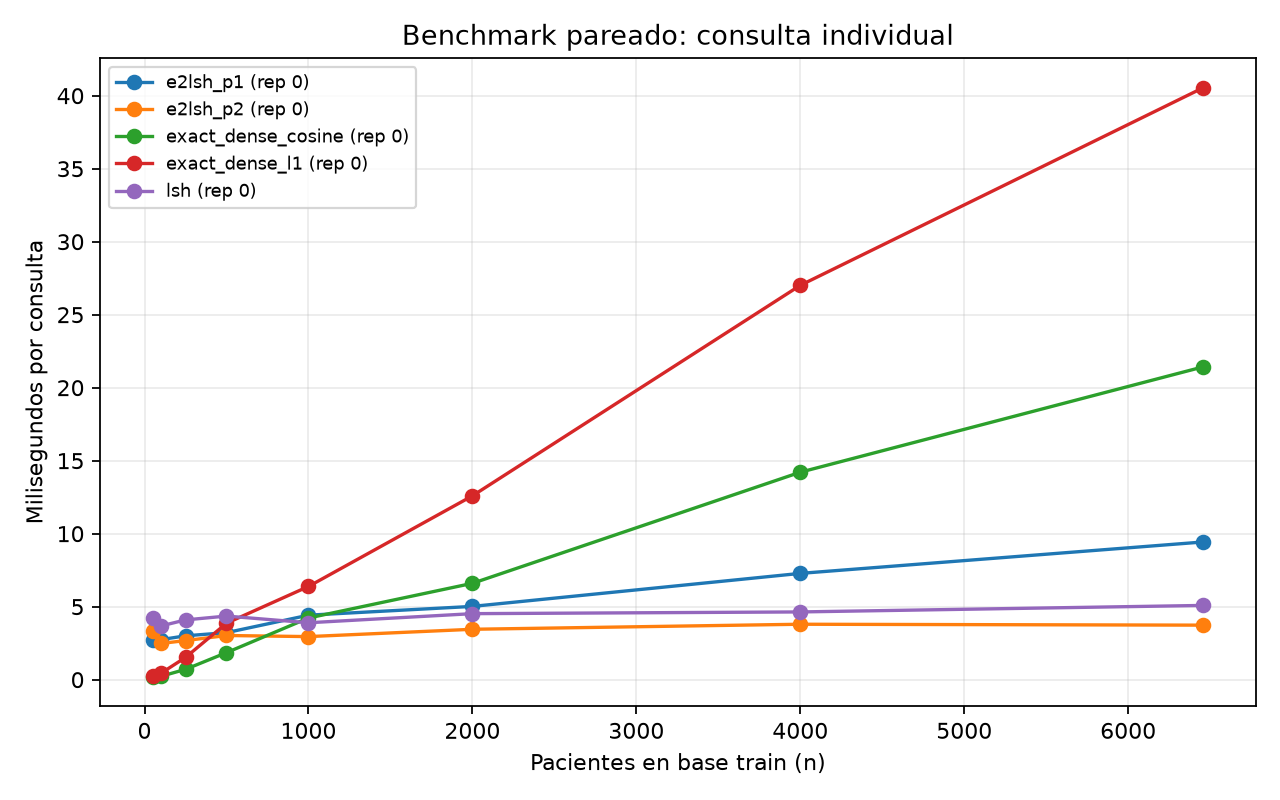 Benchmark pareado: consulta individual
e2lsh_p1 (rep 0)
e2lsh_p2 (rep 0)
exact_dense_cosine (rep 0)
exact_dense_l1 (rep 0)
lsh (rep 0)
Milisegundos por consulta
40
35
30
25
20
15
10
5
0
0 1000 2000 3000 4000 5000 6000
Pacientes en base train (n)